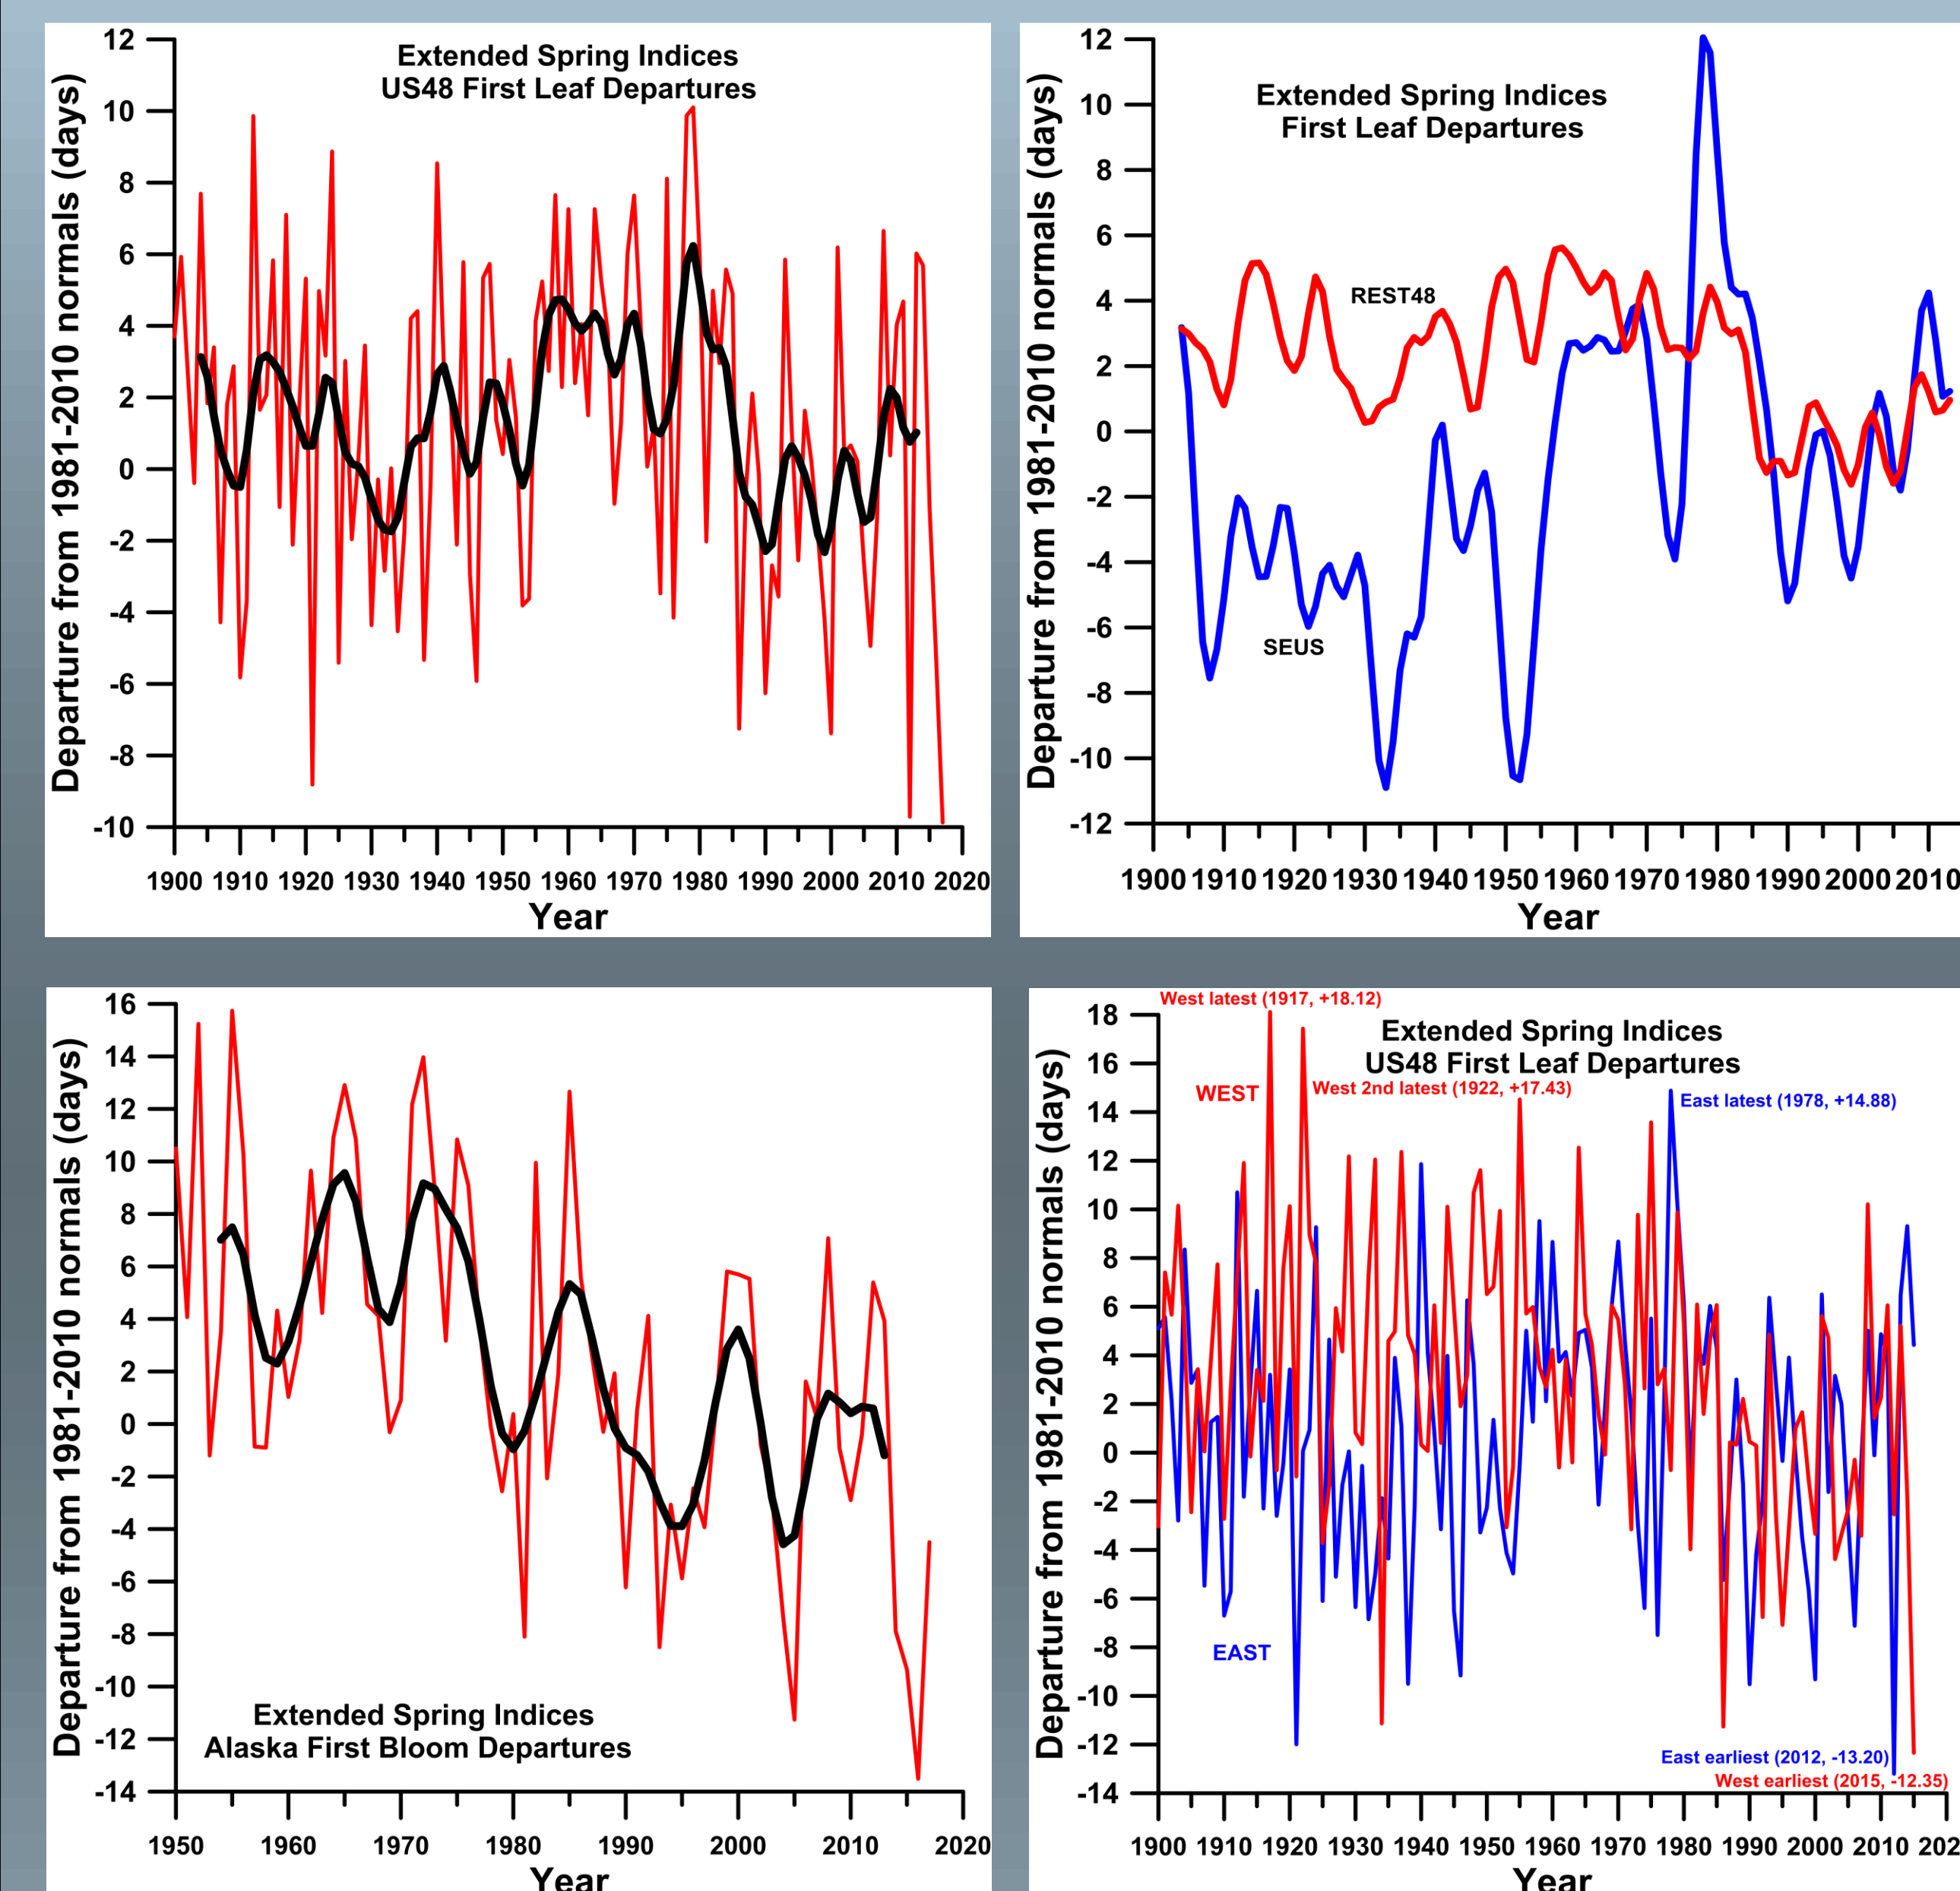 Extended Spring Indices
US48 First Leaf Departures
Departure from 1981-2010 normals (days)
12
10
8
6
4
2
0
-2
-4
-6
-8
-10
1900 1910 1920 1930 1940 1950 1960 1970 1980 1990 2000 2010 2020
Year
Extended Spring Indices
First Leaf Departures
Departure from 1981-2010 normals (days)
12
10
8
6
4
2
0
-2
-4
-6
-8
-10
-12
REST48
SEUS
1900 1910 1920 1930 1940 1950 1960 1970 1980 1990 2000 2010
Year
Departure from 1981-2010 normals (days)
16
14
12
10
8
6
4
2
0
-2
-4
-6
-8
-10
-12
-14
Extended Spring Indices
Alaska First Bloom Departures
1950 1960 1970 1980 1990 2000 2010 2020
Year
West latest (1917, +18.12)
Extended Spring Indices
US48 First Leaf Departures
WEST
West 2nd latest (1922, +17.43)
East latest (1978, +14.88)
Departure from 1981-2010 normals (days)
18
16
14
12
10
8
6
4
2
0
-2
-4
-6
-8
-10
-12
-14
EAST
East earliest (2012, -13.20)
West earliest (2015, -12.35)
1900 1910 1920 1930 1940 1950 1960 1970 1980 1990 2000 2010 202
Year